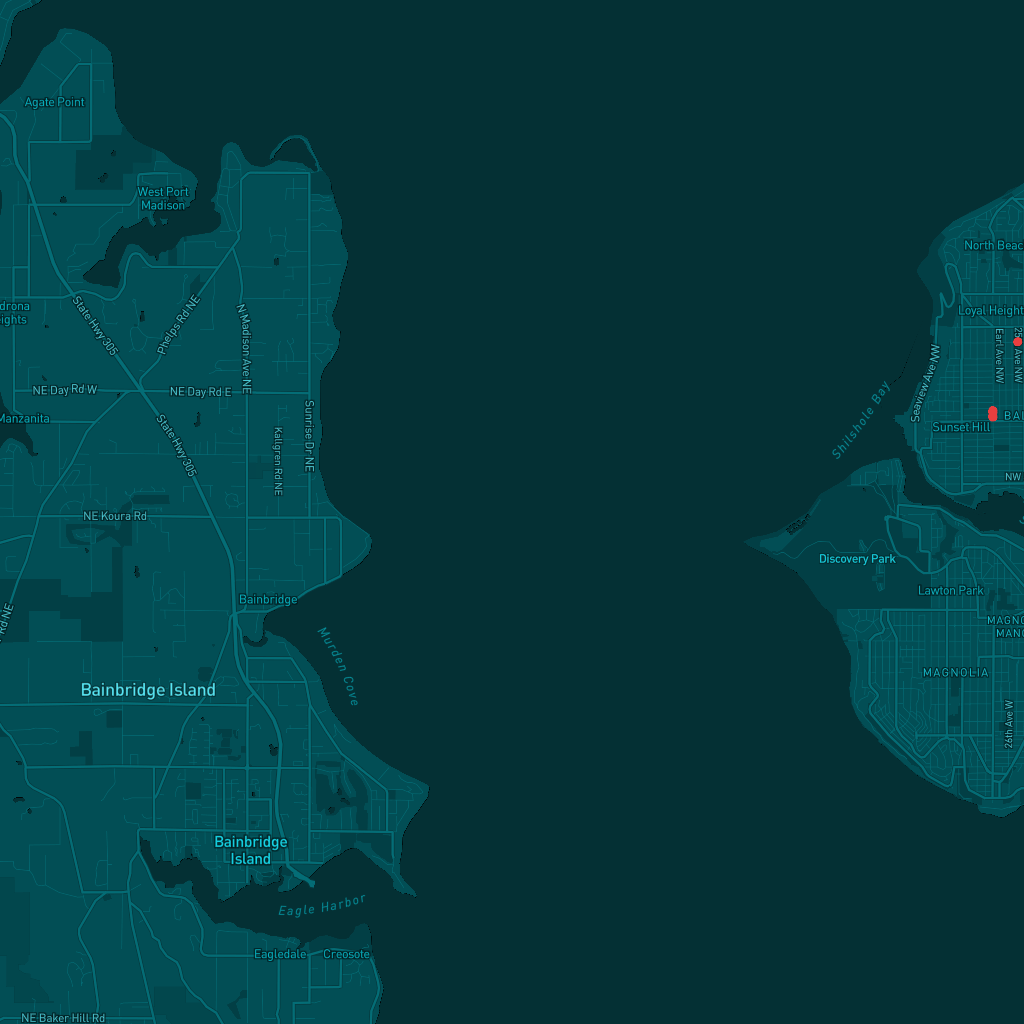 Agate Point
West Port
Madison
North Beac
drona
ights
State Hwy 305
Phelps Rd NE
N Madison Ave NE
Loyal Height
Earl Ave NW
25
Ave NW
NE Day Rd W
NE Day Rd E
Seaview Ave NW
Manzanita
Sunrise Dr NE
Kallgren Rd NE
State Hwy 305
Shilshole Bay
BAL
Sunset Hill
NW
NE Koura Rd
Discovery Park
Lawton Park
Bainbridge
Rd NE
MAGNO
MANO
Murden Cove
MAGNOLIA
Bainbridge Island
26th Ave W
Bainbridge
Island
Eagle Harbor
Eagledale
Creosote
NE Baker Hill Rd